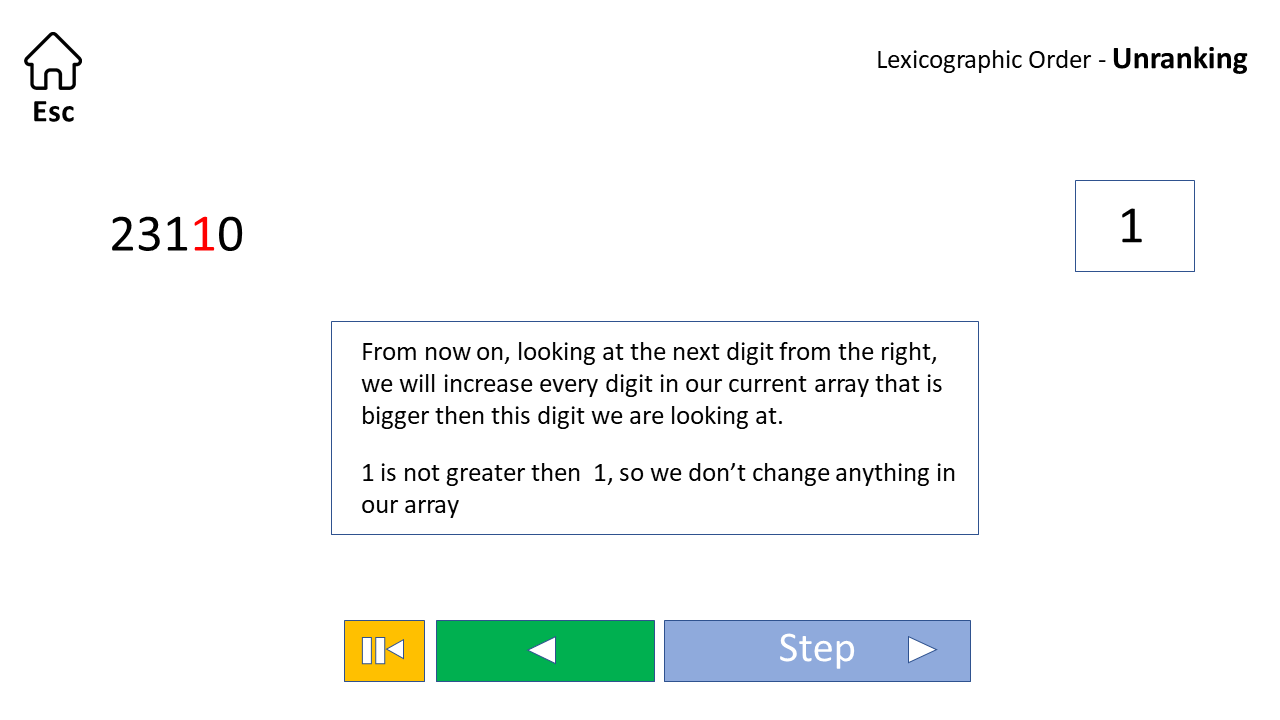 Lexicographic Order - Unranking
Esc
23110
1
From now on, looking at the next digit from the right,
we will increase every digit in our current array that is
bigger then this digit we are looking at.
1 is not greater then  1, so we don’t change anything in
our array
Step